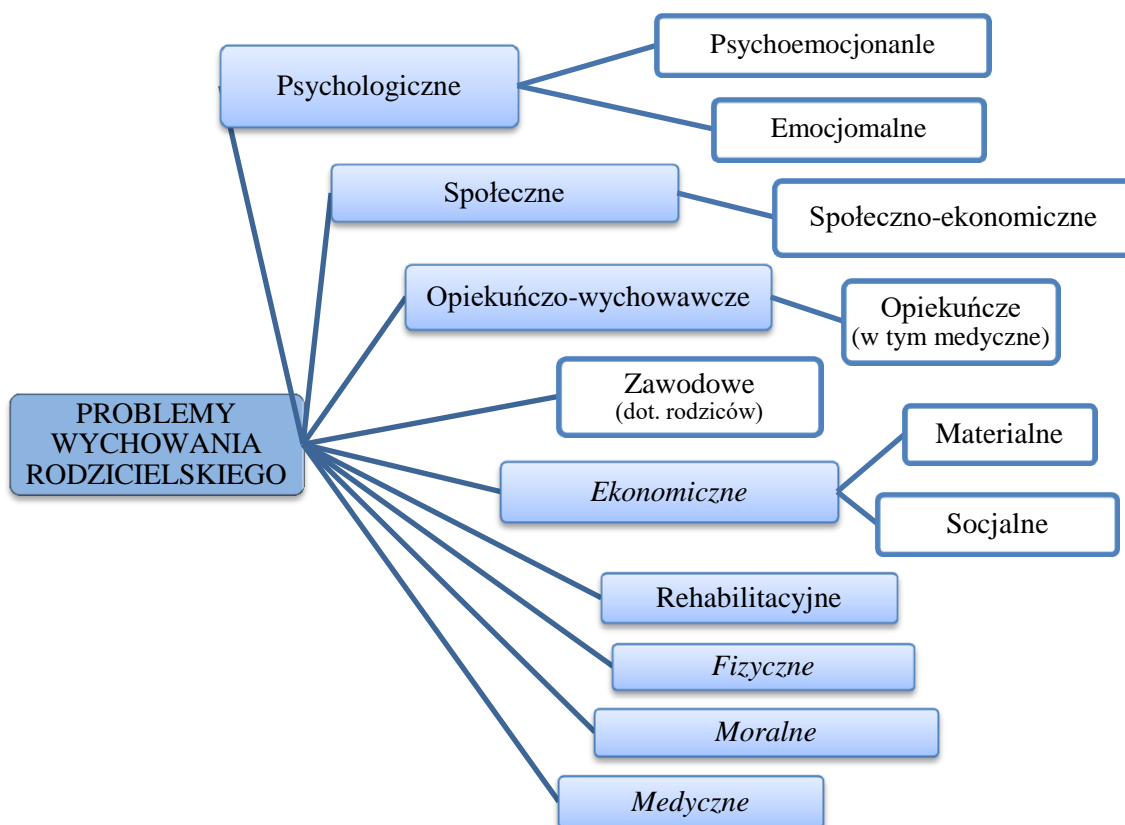 Psychologiczne
Psychoemocjonanle
Emocjomalne
Społeczne
Społeczno-ekonomiczne
Opiekuńczo-wychowawcze
Opiekuńcze
(w tym medyczne)
Zawodowe
(dot. rodziców)
PROBLEMY
WYCHOWANIA
RODZICIELSKIEGO
Ekonomiczne
Materialne
Socjalne
Rehabilitacyjne
Fizyczne
Moralne
Medyczne